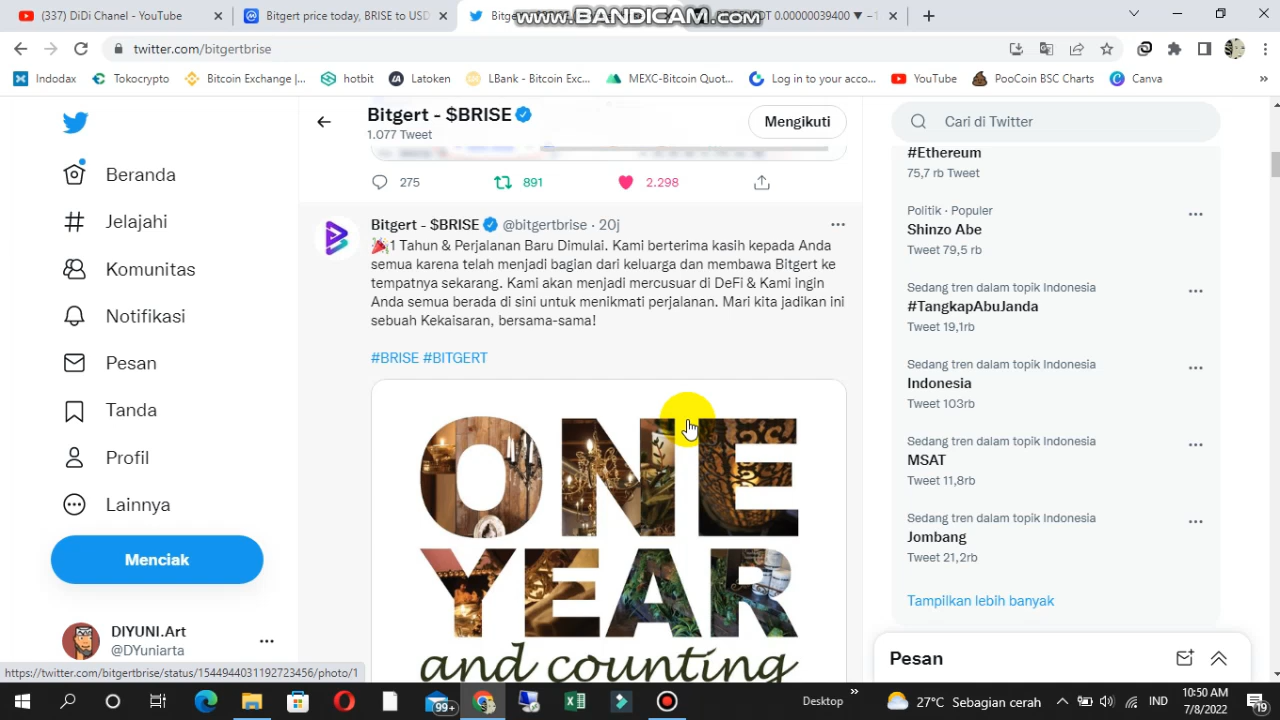 (337) DiDi Chanel - YouTube
Bitgert price today, BRISE to USD
www.BANDICAM.com
0.00000039400 ▼
twitter.com/bitgertbrise
Indodax
Tokocrypto
Bitcoin Exchange |...
hotbit
Latoken
LBank - Bitcoin Exc...
MEXC-Bitcoin Quot...
Log in to your acco...
YouTube
PooCoin BSC Charts
Canva
»
Beranda
Jelajahi
Komunitas
Notifikasi
Pesan
Tanda
Profil
Lainnya
Menciak
DIYUNI.Art
@DYuniarta
Bitgert - $BRISE
1.077 Tweet
Mengikuti
275
891
2.298
Bitgert - $BRISE @bitgertbrise · 20j
🎉1 Tahun & Perjalanan Baru Dimulai. Kami berterima kasih kepada Anda
semua karena telah menjadi bagian dari keluarga dan membawa Bitgert ke
tempatnya sekarang. Kami akan menjadi mercusuar di DeFi & Kami ingin
Anda semua berada di sini untuk menikmati perjalanan. Mari kita jadikan ini
sebuah Kekaisaran, bersama-sama!
#BRISE #BITGERT
ONE
YEAR
and counting
Cari di Twitter
#Ethereum
75,7 rb Tweet
Politik · Populer
Shinzo Abe
Tweet 79,5 rb
Sedang tren dalam topik Indonesia
#TangkapAbuJanda
Tweet 19,1rb
Sedang tren dalam topik Indonesia
Indonesia
Tweet 103rb
Sedang tren dalam topik Indonesia
MSAT
Tweet 11,8rb
Sedang tren dalam topik Indonesia
Jombang
Tweet 21,2rb
Tampilkan lebih banyak
Pesan
https://twitter.com/bitgertbrise/status/1544944031192723456/photo/1
99+
Desktop
»
27°C Sebagian cerah
IND
10:50 AM
7/8/2022
19